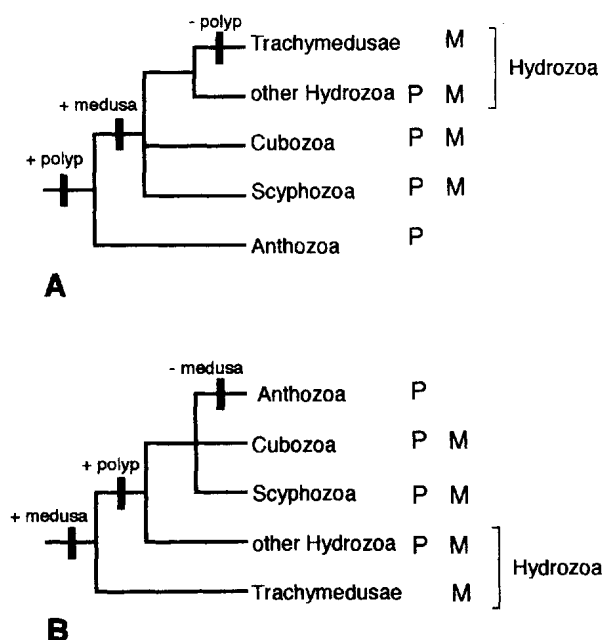 - polyp
Trachymedusae M
Hydrozoa
other Hydrozoa P M
+ medusa
Cubozoa P M
+ polyp
Scyphozoa P M
Anthozoa P
A
- medusa
Anthozoa P
Cubozoa P M
+ polyp
Scyphozoa P M
+ medusa
other Hydrozoa P M
Hydrozoa
Trachymedusae M
B